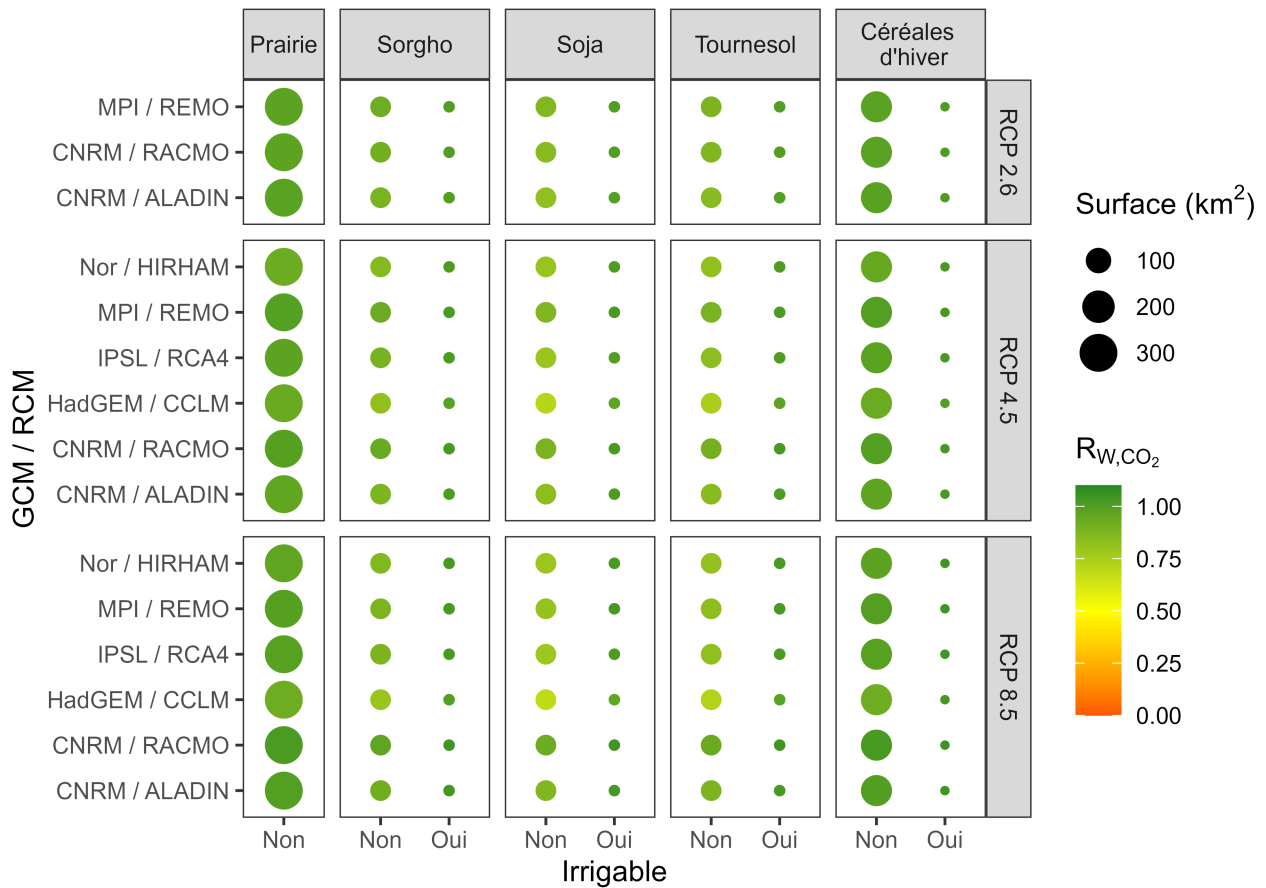 Prairie
Sorgho
Soja
Tournesol
Céréales
d'hiver
MPI / REMO
CNRM / RACMO
CNRM / ALADIN
RCP 2.6
Nor / HIRHAM
MPI / REMO
IPSL / RCA4
HadGEM / CCLM
CNRM / RACMO
CNRM / ALADIN
RCP 4.5
Nor / HIRHAM
MPI / REMO
IPSL / RCA4
HadGEM / CCLM
CNRM / RACMO
CNRM / ALADIN
RCP 8.5
Non
Non Oui
Non Oui
Non Oui
Non Oui
Irrigable
GCM / RCM
Surface (km²)
100
200
300
R_W,CO₂
1.00
0.75
0.50
0.25
0.00